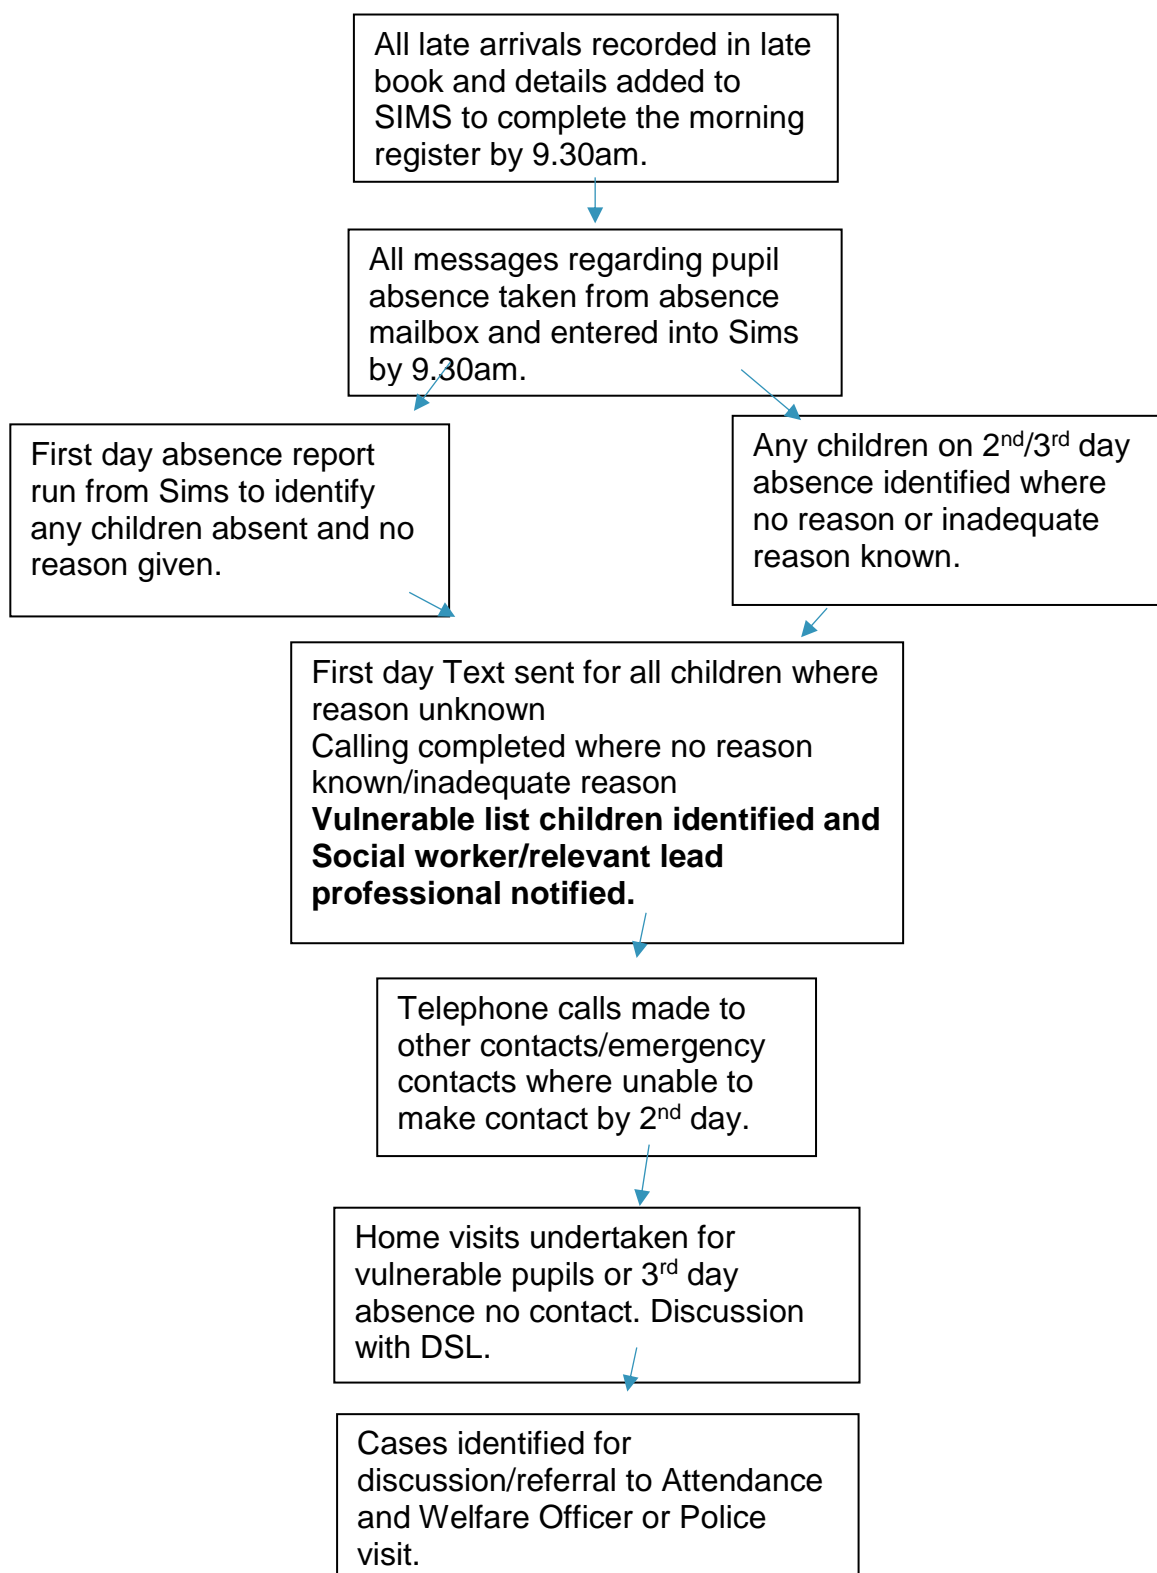 All late arrivals recorded in late
book and details added to
SIMS to complete the morning
register by 9.30am.
All messages regarding pupil
absence taken from absence
mailbox and entered into Sims
by 9.30am.
First day absence report
run from Sims to identify
any children absent and no
reason given.
Any children on 2nd/3rd day
absence identified where
no reason or inadequate
reason known.
First day Text sent for all children where
reason unknown
Calling completed where no reason
known/inadequate reason
Vulnerable list children identified and
Social worker/relevant lead
professional notified.
Telephone calls made to
other contacts/emergency
contacts where unable to
make contact by 2nd day.
Home visits undertaken for
vulnerable pupils or 3rd day
absence no contact. Discussion
with DSL.
Cases identified for
discussion/referral to Attendance
and Welfare Officer or Police
visit.